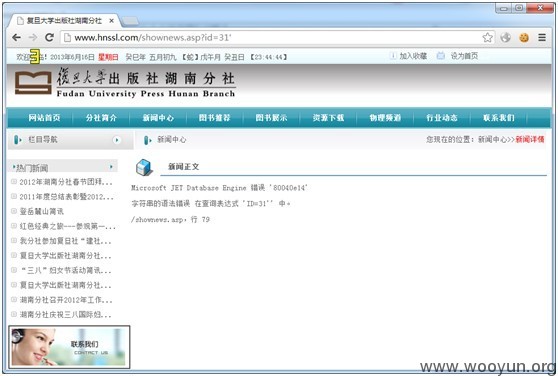 复旦大学出版社湖南分社
www.hnssl.com/shownews.asp?id=31'
3
2013年6月16日 星期日 癸巳年 五月初九 【蛇】戊午月 癸丑日 【23:44:44】
加入收藏 设为首页
復旦大学出版社湖南分社
Fudan University Press Hunan Branch
网站首页 分社简介 新闻中心 图书推荐 图书展示 资源下载 物理频道 行业动态 联系我们
栏目导航 新闻中心 您现在的位置：新闻中心>>新闻详情
热门新闻
新闻正文
2012年湖南分社春节团拜...
2011年度总结表彰暨2012...
登岳麓山简讯
红色经典之旅---参观第一...
我分社参加复旦社“建社...
复旦大学出版社湖南分社...
“三八”妇女节活动简讯...
复旦大学出版社湖南分社...
湖南分社召开2012年工作...
湖南分社庆祝三八国际妇...
Microsoft JET Database Engine 错误 '80040e14'
字符串的语法错误 在查询表达式 'ID=31'' 中。
/shownews.asp，行 79
联系我们
CONTACT US
www.wooyun.org